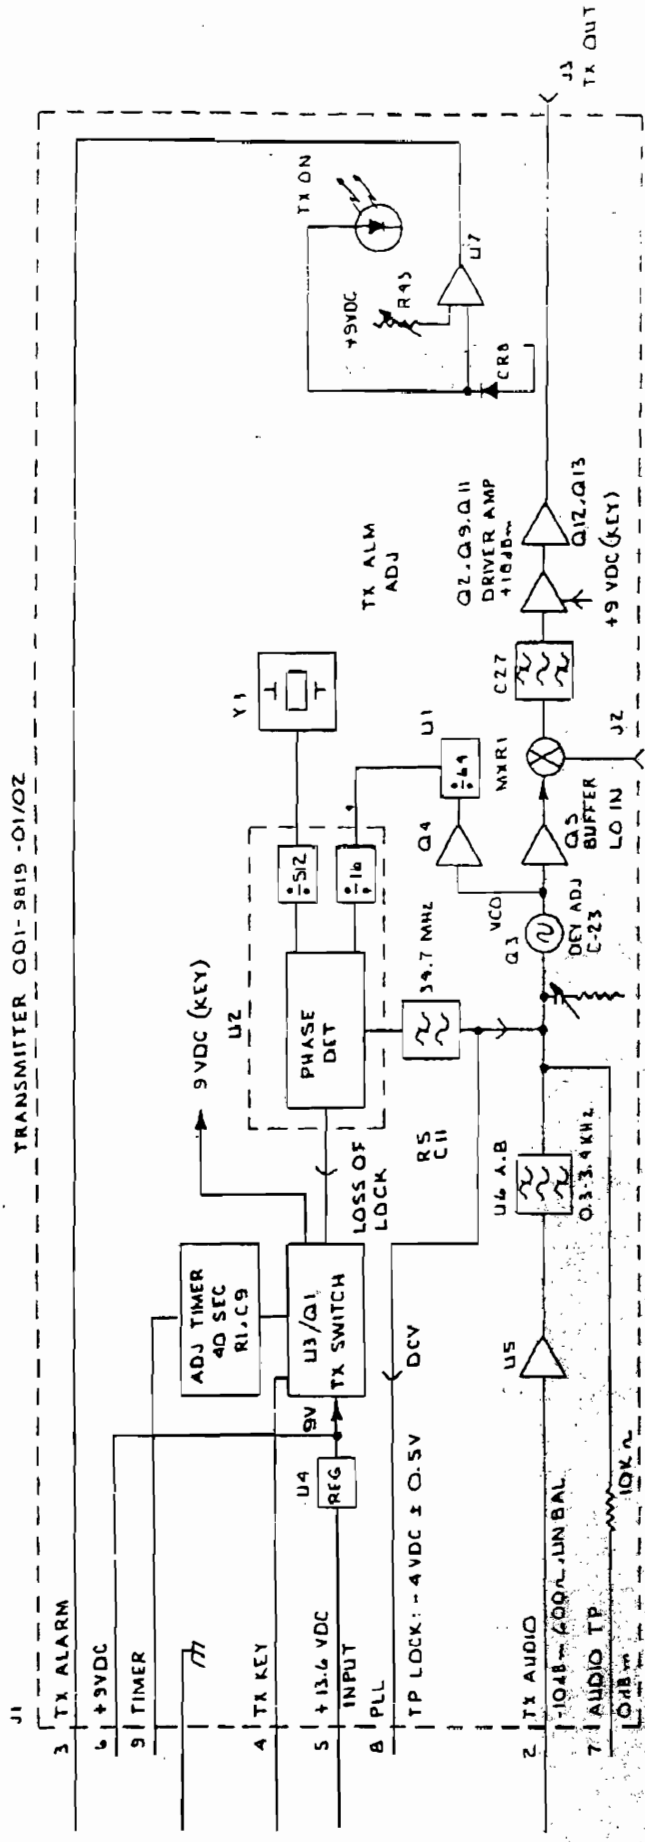 TRANSMITTER 001-9819-01/02
J1
3 TX ALARM
6 +9VDC
9 TIMER
4 TX KEY
5 +13.6 VDC
INPUT
8 PLL
TP LOCK: -4VDC ± 0.5V
2 TX AUDIO
-10dBm 600Ω, UNBAL
7 AUDIO TP
0dBm
10KΩ
U4
REG
9V
ADJ TIMER
40 SEC
R1, C9
U3/Q1
TX SWITCH
9 VDC (KEY)
LOSS OF
LOCK
DCV
U5
U6 A,B
0.3-3.4KHz
U2
PHASE
DET
÷512
÷16
R5
C11
34.7 MHZ
Y1
U1
÷64
Q4
VCO
Q3
DEV ADJ
C-23
Q5
BUFFER
MXR1
LO IN
J2
C27
TX ALM
ADJ
Q2, Q9, Q11
DRIVER AMP
+18dBm
+9 VDC (KEY)
Q12, Q13
TX ON
+9VDC
R43
U7
CR8
J3
TX OUT